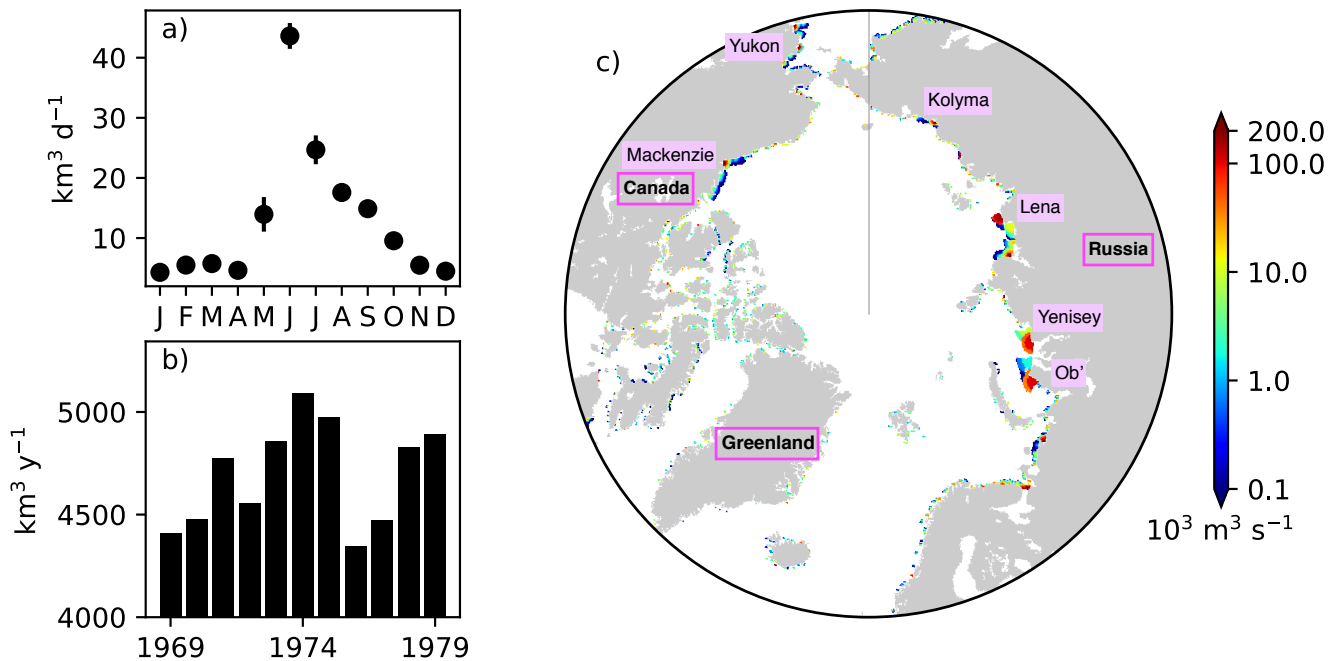 a)
40
30
20
10
km³ d⁻¹
J F M A M J J A S O N D
b)
5000
4500
4000
km³ y⁻¹
1969 1974 1979
c)
Yukon
Kolyma
Mackenzie
Canada
Lena
Russia
Yenisey
Ob'
Greenland
200.0
100.0
10.0
1.0
0.1
10³ m³ s⁻¹